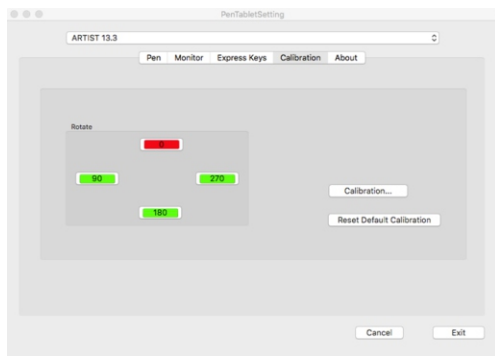 PenTabletSetting
ARTIST 13.3
Pen Monitor Express Keys Calibration About
Rotate
0
90 270
Calibration...
180
Reset Default Calibration
Cancel Exit